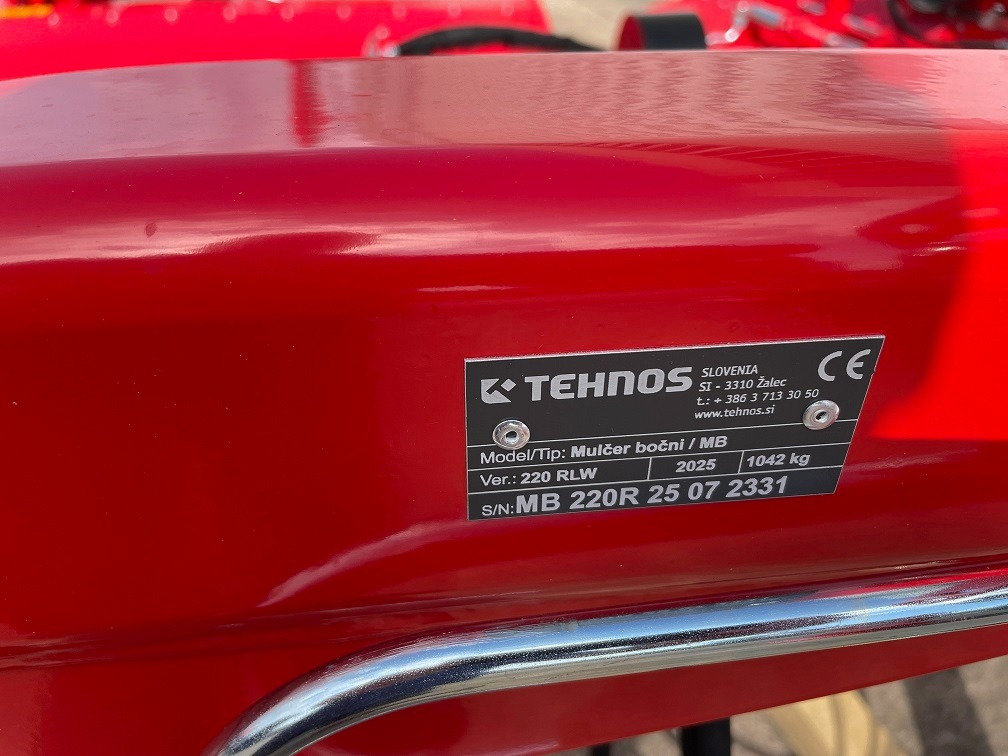 TEHNOS
SLOVENIA
SI - 3310 Žalec
t.: + 386 3 713 30 50
www.tehnos.si
CE
Model/Tip: Mulčer bočni / MB
Ver.: 220 RLW 2025 1042 kg
S/N: MB 220R 25 07 2331